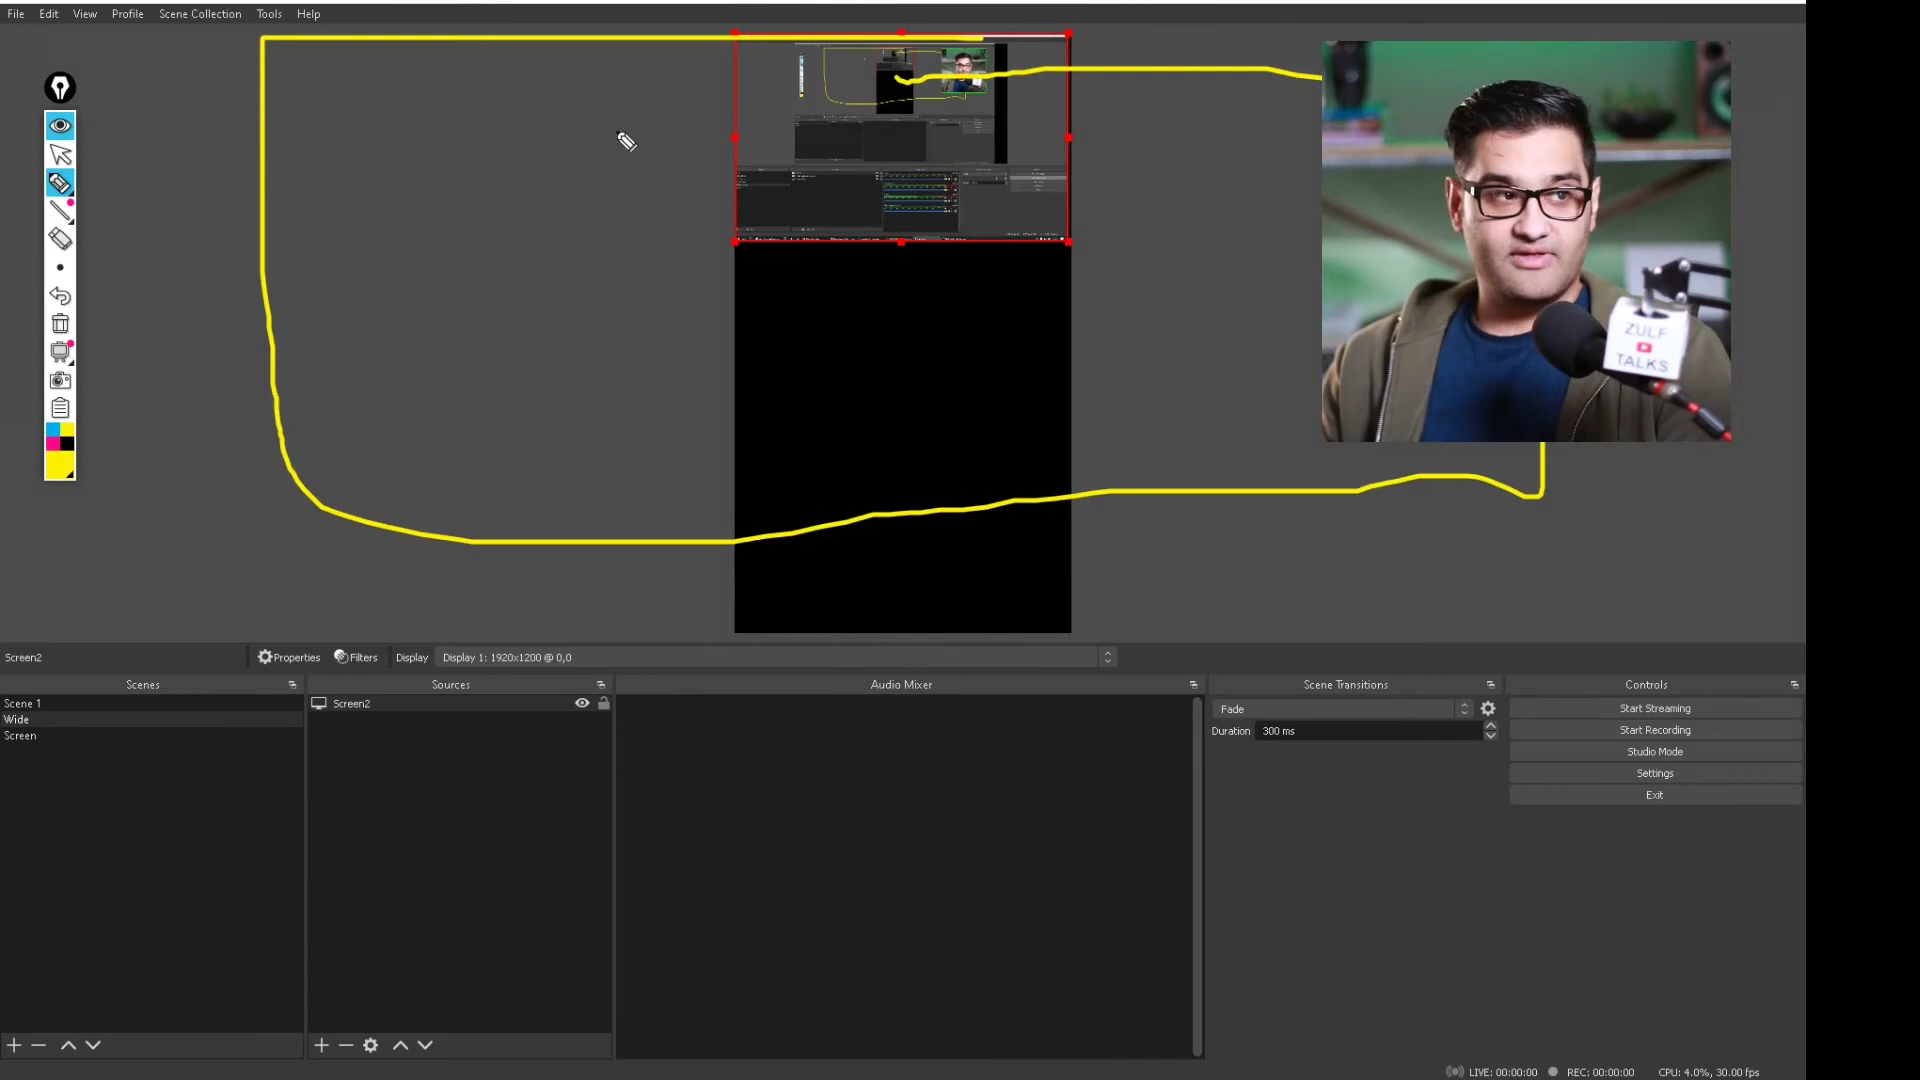 File Edit View Profile Scene Collection Tools Help
ZULF
TALKS
Screen2 Properties Filters Display Display 1: 1920x1200 @ 0,0
Scenes Sources Audio Mixer Scene Transitions Controls
Scene 1 Screen2 Fade Start Streaming
Wide Duration 300 ms Start Recording
Screen Studio Mode
Settings
Exit
LIVE: 00:00:00 REC: 00:00:00 CPU: 4.0%, 30.00 fps